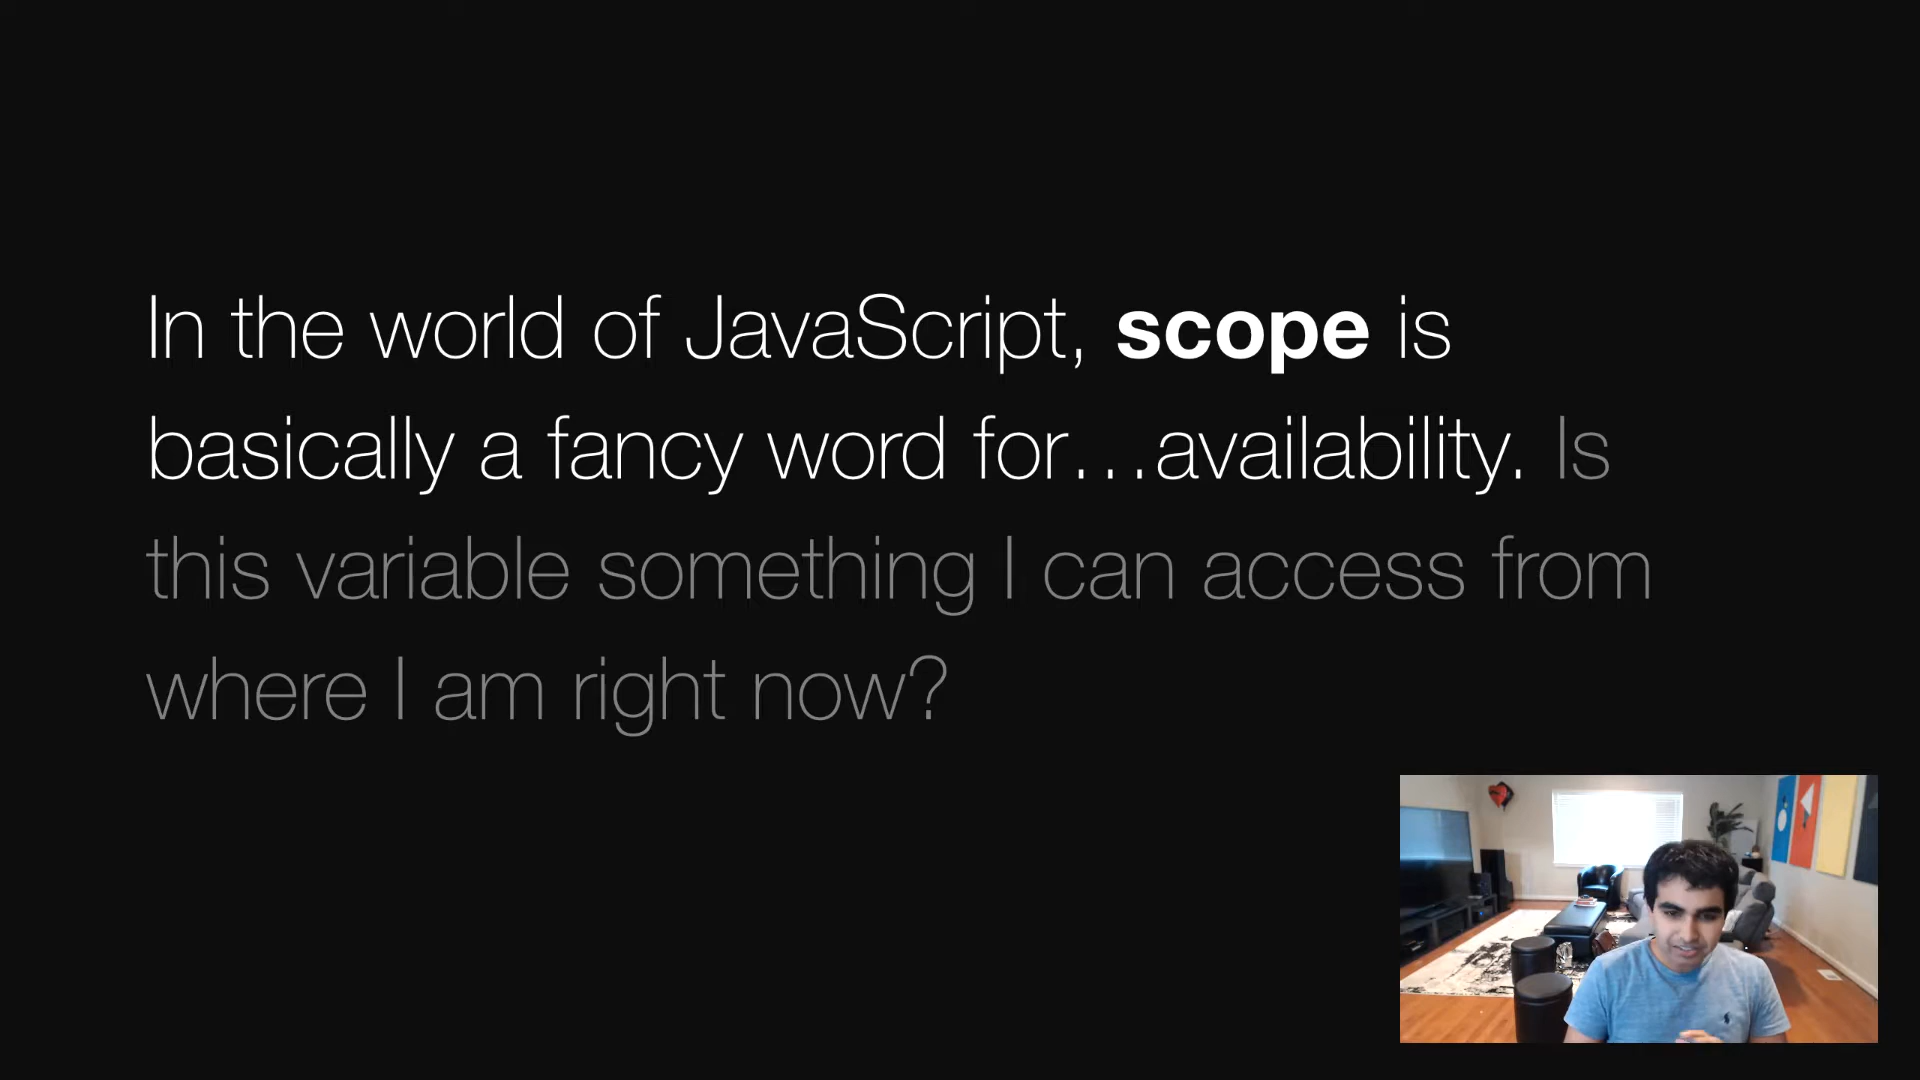 In the world of JavaScript, scope is
basically a fancy word for…availability. Is
this variable something I can access from
where I am right now?